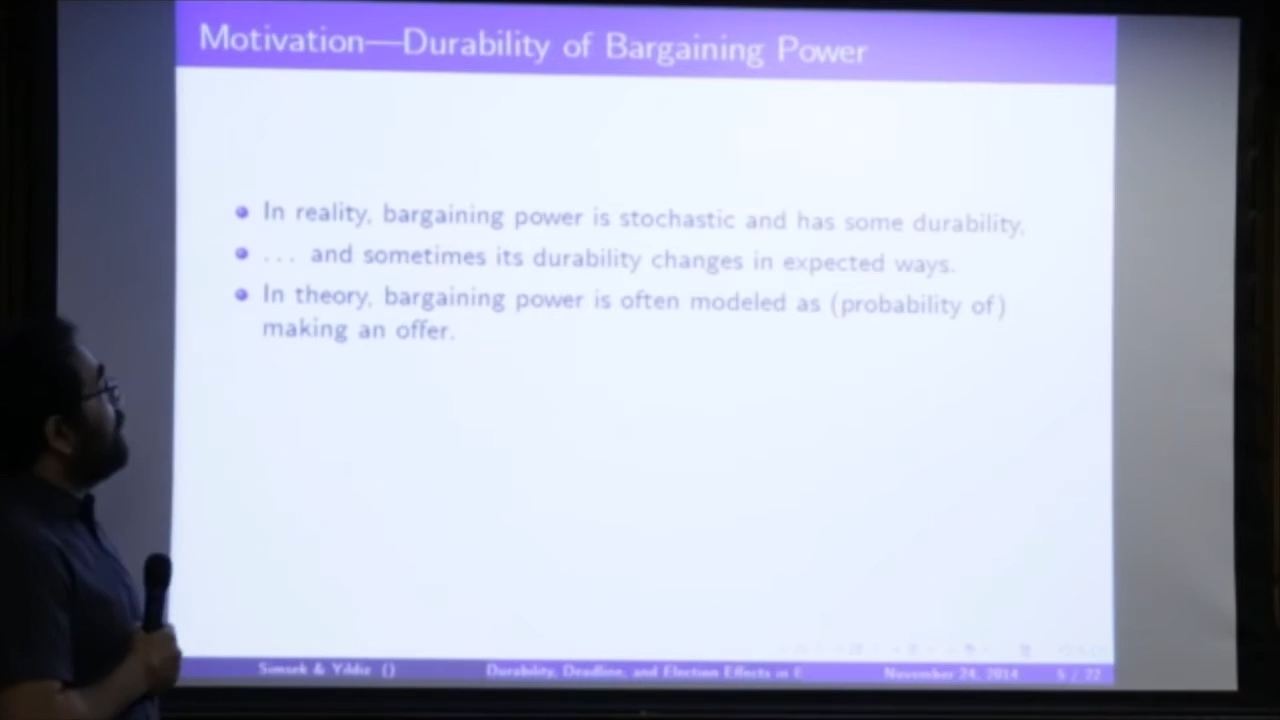 Motivation—Durability of Bargaining Power
In reality, bargaining power is stochastic and has some durability,
... and sometimes its durability changes in expected ways.
In theory, bargaining power is often modeled as (probability of)
making an offer.
Simsek & Yildiz () Durability, Deadline, and Election Effects in E November 24, 2014 5 / 22